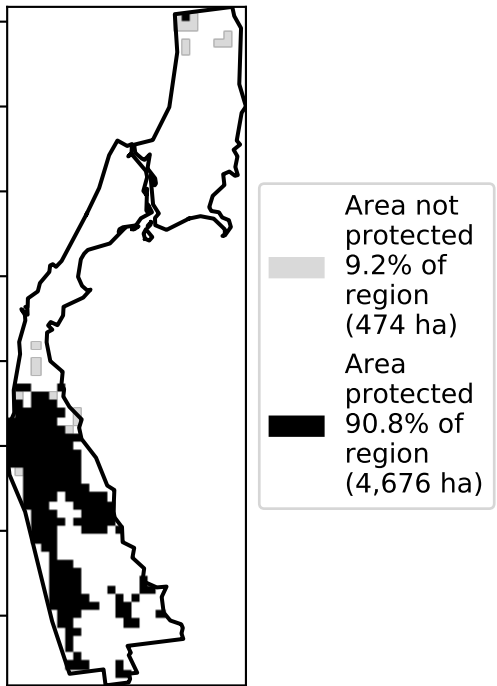 Area not
protected
9.2% of
region
(474 ha)
Area
protected
90.8% of
region
(4,676 ha)